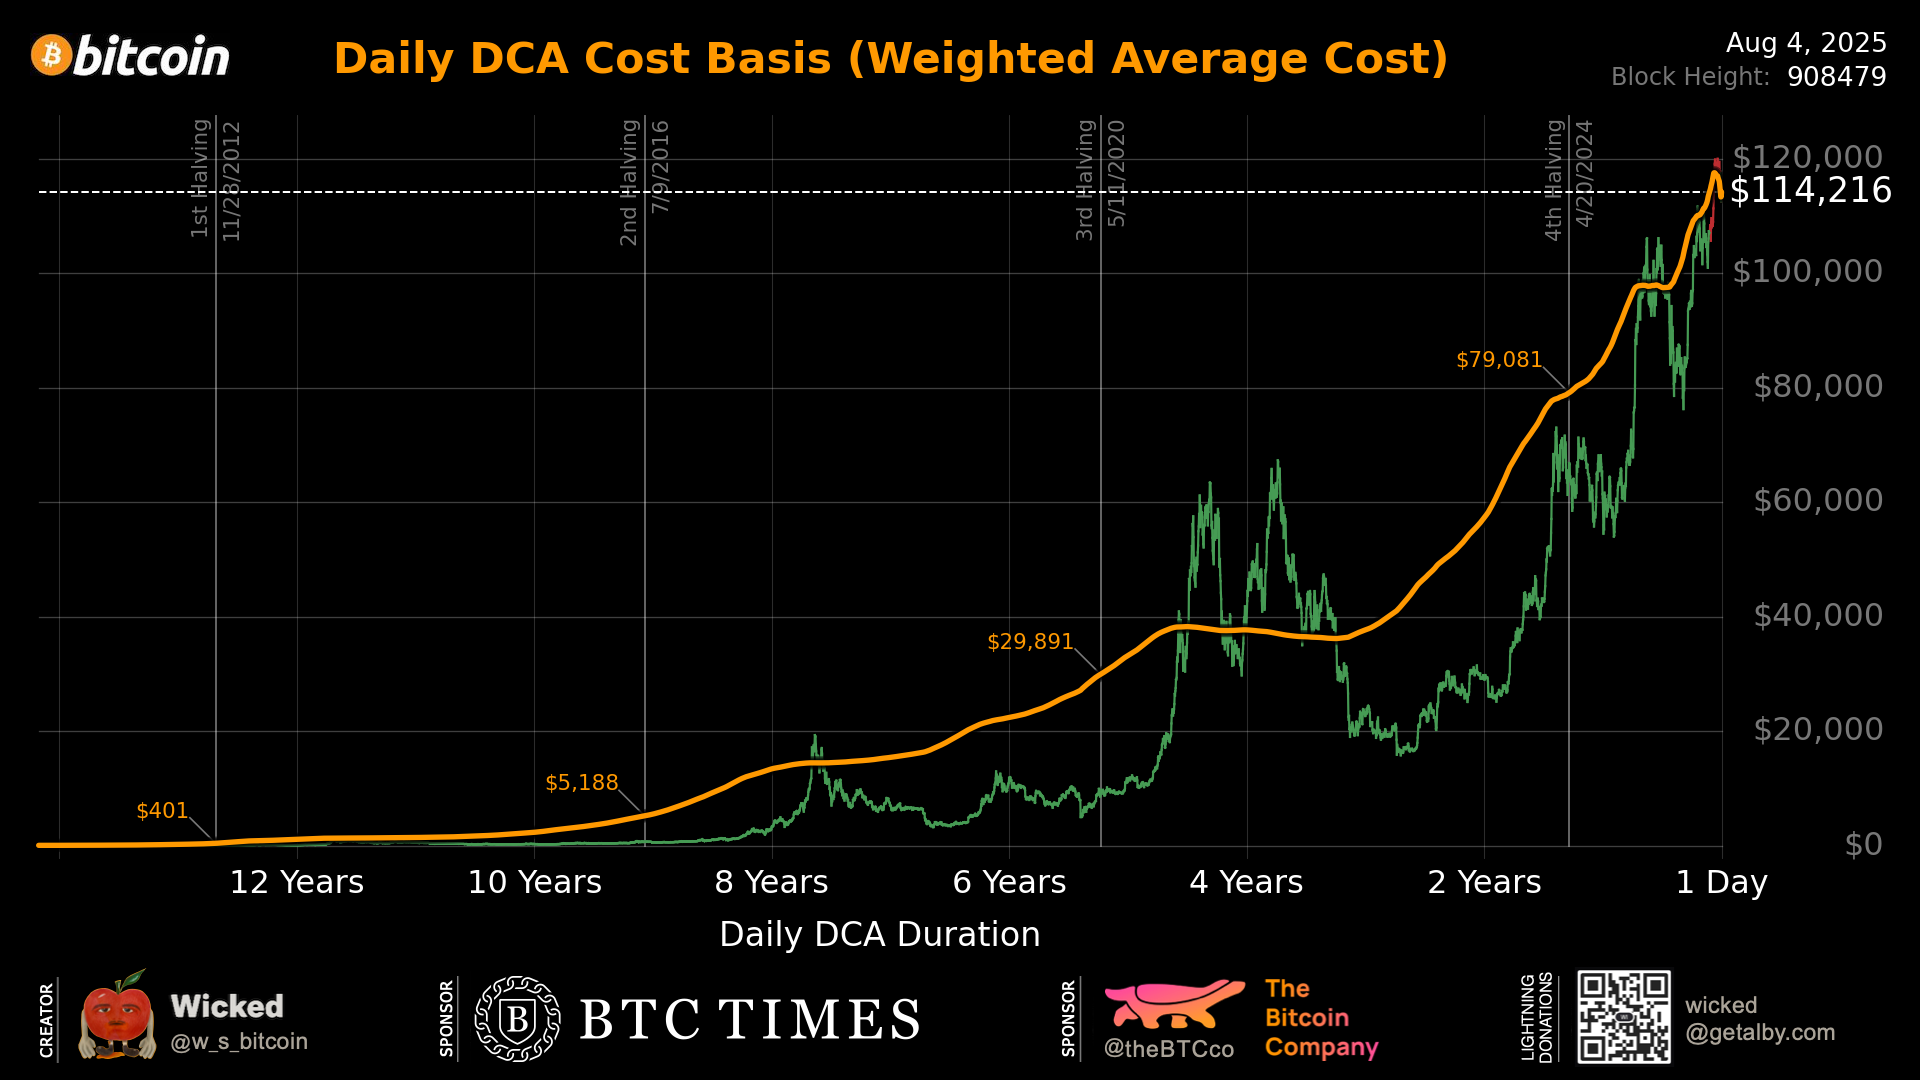 bitcoin
Daily DCA Cost Basis (Weighted Average Cost)
Aug 4, 2025
Block Height: 908479
1st Halving
11/28/2012
2nd Halving
7/9/2016
3rd Halving
5/11/2020
4th Halving
4/20/2024
$120,000
$114,216
$100,000
$80,000
$60,000
$40,000
$20,000
$0
$79,081
$29,891
$5,188
$401
12 Years
10 Years
8 Years
6 Years
4 Years
2 Years
1 Day
Daily DCA Duration
CREATOR
Wicked
@w_s_bitcoin
SPONSOR
B
BTC TIMES
SPONSOR
@theBTCco
The
Bitcoin
Company
LIGHTNING
DONATIONS
wicked
@getalby.com